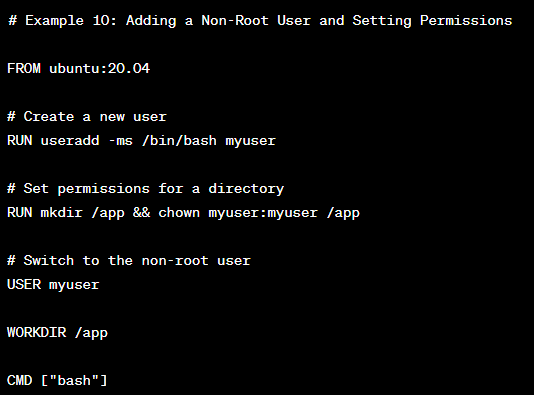 # Example 10: Adding a Non-Root User and Setting Permissions
FROM ubuntu:20.04
# Create a new user
RUN useradd -ms /bin/bash myuser
# Set permissions for a directory
RUN mkdir /app && chown myuser:myuser /app
# Switch to the non-root user
USER myuser
WORKDIR /app
CMD ["bash"]